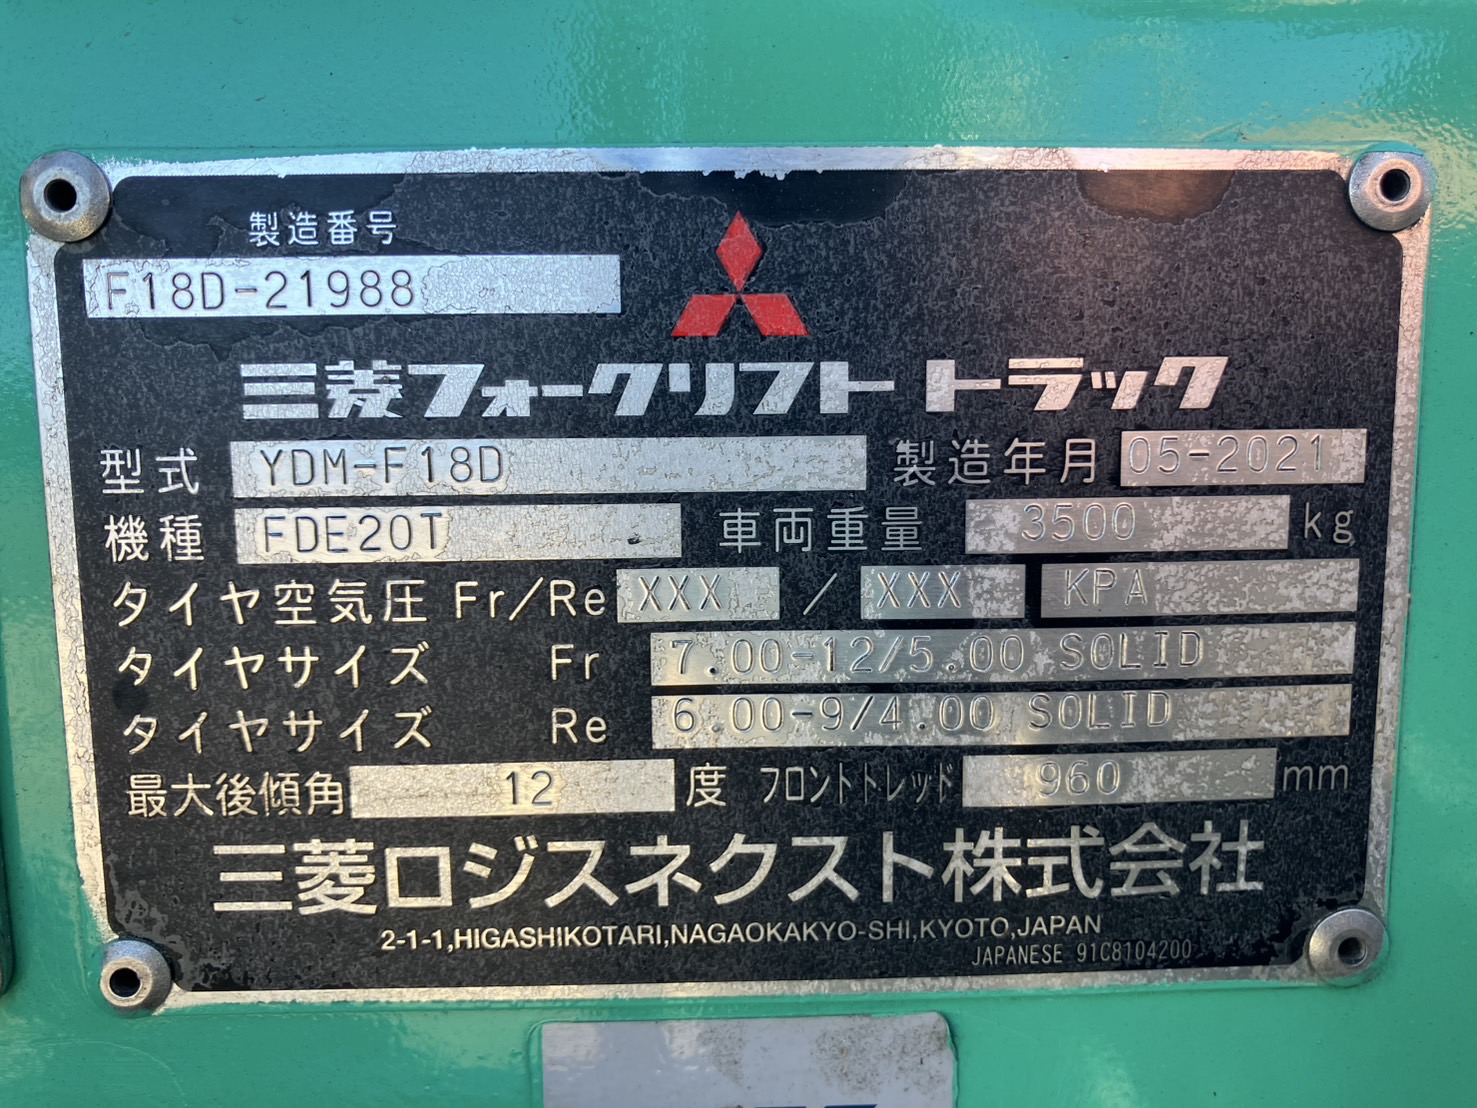 製造番号
F18D-21988
三菱フォークリフト トラック
型式 YDM-F18D 製造年月 05-2021
機種 FDE20T 車両重量 3500 kg
タイヤ空気圧 Fr/Re XXX / XXX KPA
タイヤサイズ Fr 7.00-12/5.00 SOLID
タイヤサイズ Re 6.00-9/4.00 SOLID
最大後傾角 12 度 フロントトレッド 960 mm
三菱ロジスネクスト株式会社
2-1-1,HIGASHIKOTARI,NAGAOKAKYO-SHI,KYOTO,JAPAN
JAPANESE 91C8104200